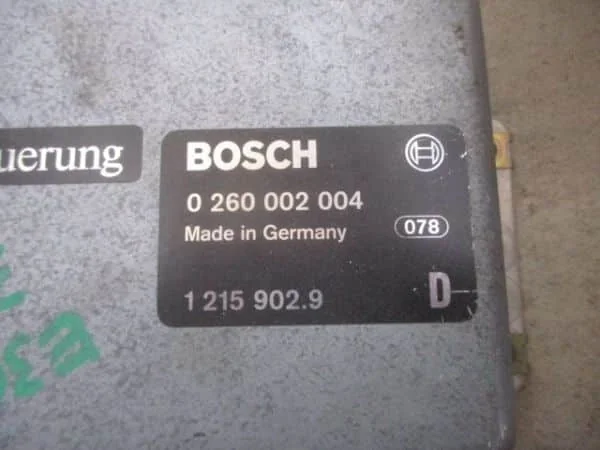 uerung
BOSCH
0 260 002 004
Made in Germany 078
1 215 902.9 D